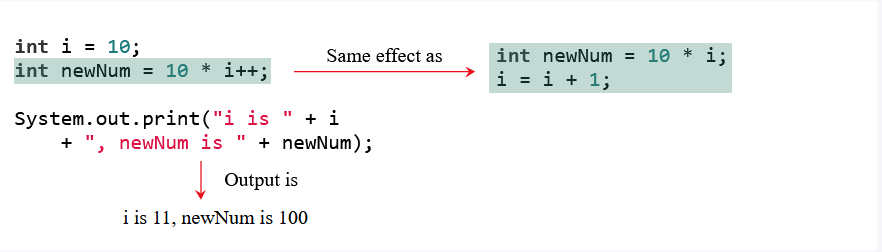 int i = 10;
int newNum = 10 * i++;
Same effect as
int newNum = 10 * i;
i = i + 1;
System.out.print("i is " + i
+ ", newNum is " + newNum);
Output is
i is 11, newNum is 100